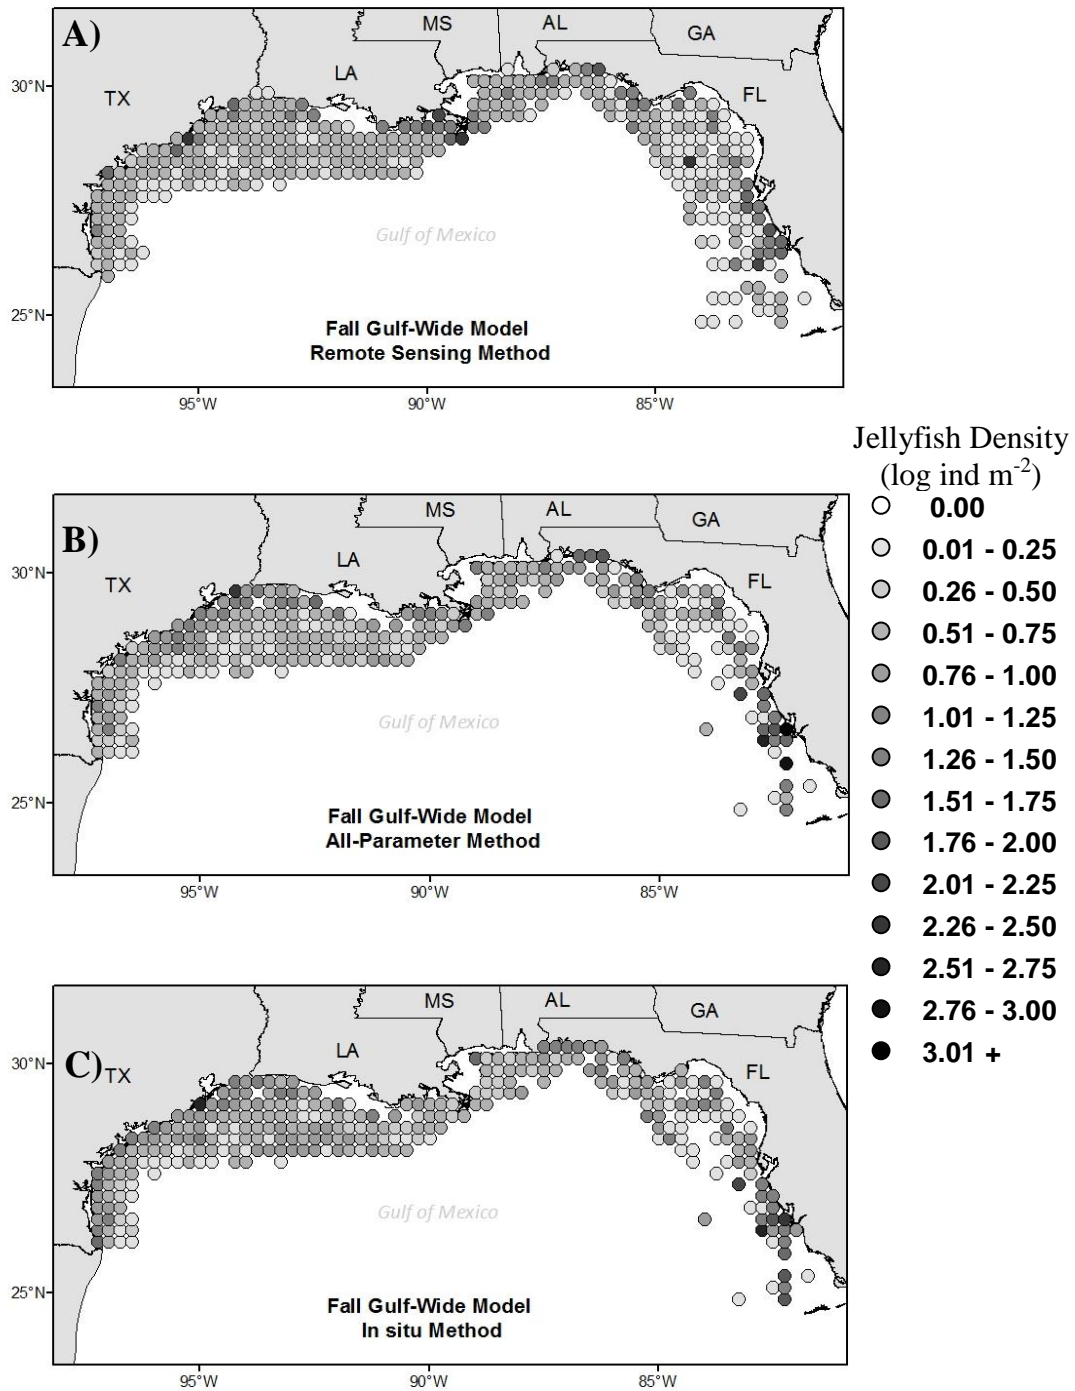 A)
MS
AL
GA
LA
TX
FL
30°N
25°N
Gulf of Mexico
Fall Gulf-Wide Model
Remote Sensing Method
95°W
90°W
85°W
B)
MS
AL
GA
LA
TX
FL
30°N
25°N
Gulf of Mexico
Fall Gulf-Wide Model
All-Parameter Method
95°W
90°W
85°W
C)
MS
AL
GA
LA
TX
FL
30°N
25°N
Gulf of Mexico
Fall Gulf-Wide Model
In situ Method
95°W
90°W
85°W
Jellyfish Density
(log ind m-2)
0.00
0.01 - 0.25
0.26 - 0.50
0.51 - 0.75
0.76 - 1.00
1.01 - 1.25
1.26 - 1.50
1.51 - 1.75
1.76 - 2.00
2.01 - 2.25
2.26 - 2.50
2.51 - 2.75
2.76 - 3.00
3.01 +